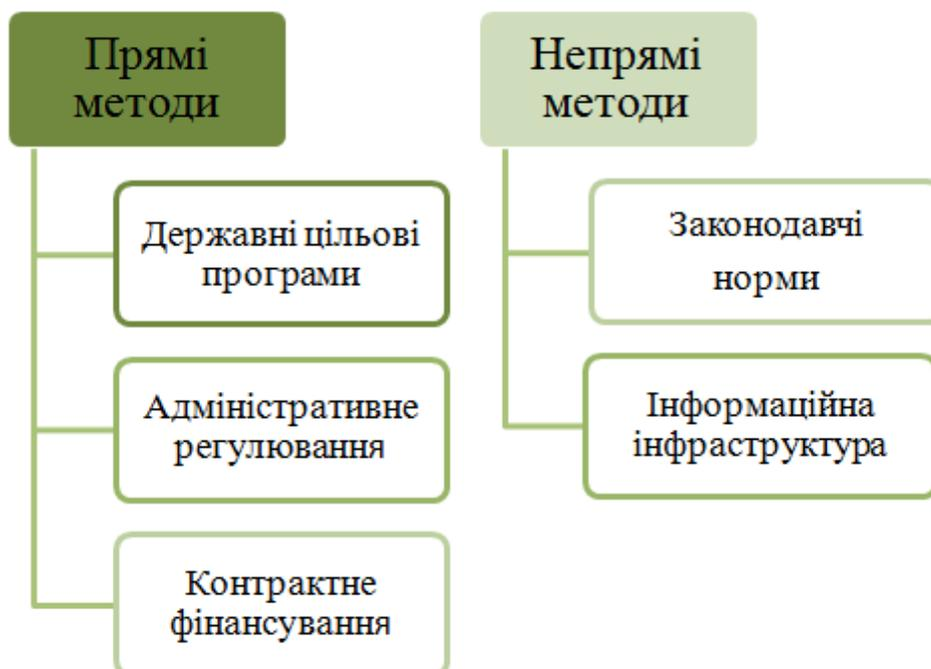 Прямі
методи
Державні цільові
програми
Адміністративне
регулювання
Контрактне
фінансування
Непрямі
методи
Законодавчі
норми
Інформаційна
інфраструктура